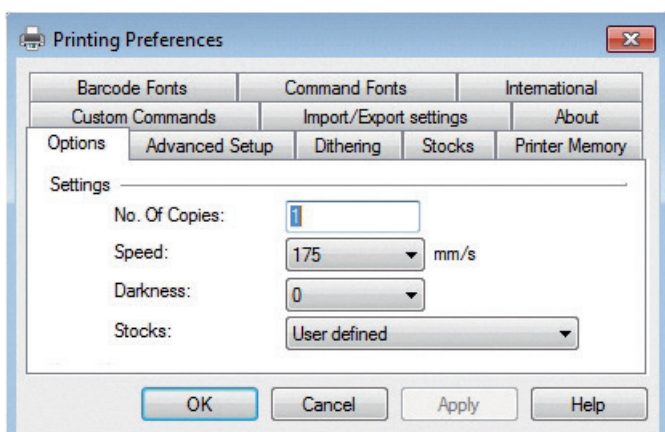 Printing Preferences
Barcode Fonts Command Fonts International
Custom Commands Import/Export settings About
Options Advanced Setup Dithering Stocks Printer Memory
Settings
No. Of Copies: 1
Speed: 175 mm/s
Darkness: 0
Stocks: User defined
OK Cancel Apply Help